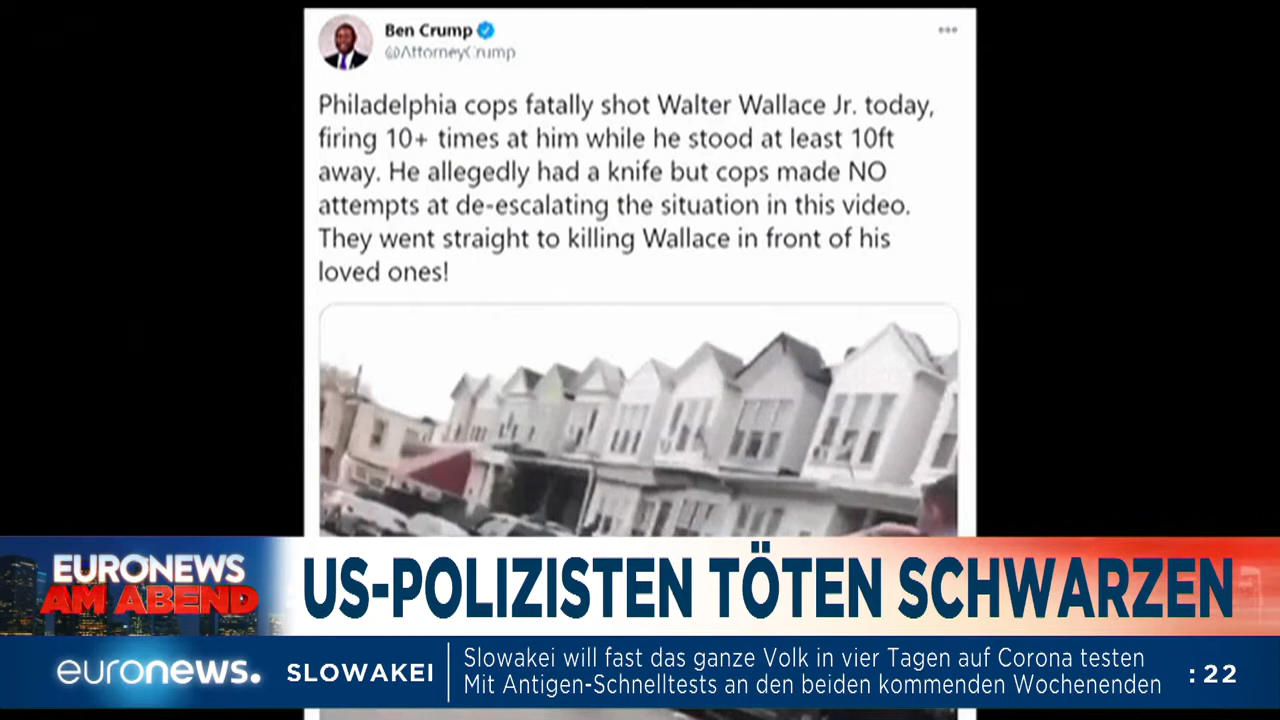 Ben Crump
@AttorneyCrump
Philadelphia cops fatally shot Walter Wallace Jr. today,
firing 10+ times at him while he stood at least 10ft
away. He allegedly had a knife but cops made NO
attempts at de-escalating the situation in this video.
They went straight to killing Wallace in front of his
loved ones!
EURONEWS
AM ABEND
US-POLIZISTEN TÖTEN SCHWARZEN
euronews.
SLOWAKEI
Slowakei will fast das ganze Volk in vier Tagen auf Corona testen
Mit Antigen-Schnelltests an den beiden kommenden Wochenenden
:22